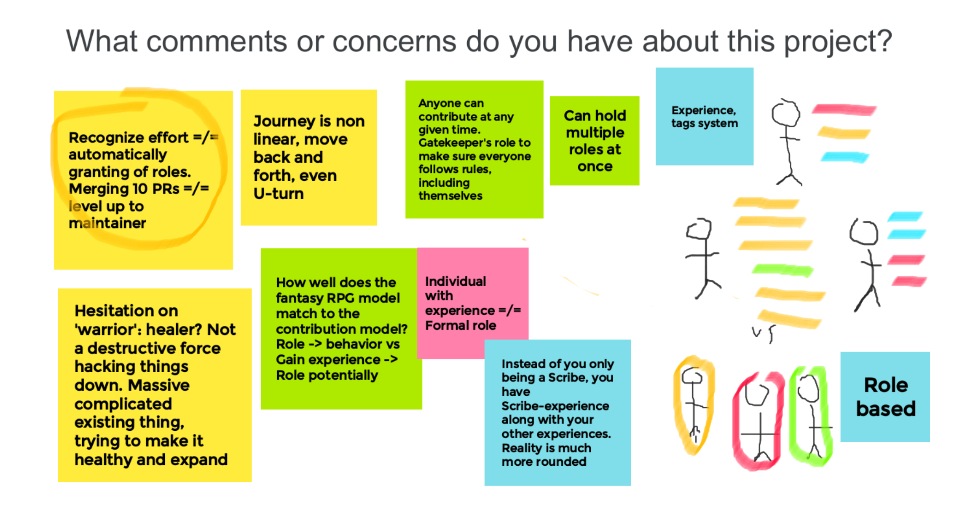 What comments or concerns do you have about this project?
Recognize effort =/=
automatically
granting of roles.
Merging 10 PRs =/=
level up to
maintainer
Journey is non
linear, move
back and
forth, even
U-turn
Anyone can
contribute at any
given time.
Gatekeeper's role to
make sure everyone
follows rules,
including
themselves
Can hold
multiple
roles at
once
Experience,
tags system
Hesitation on
'warrior': healer? Not
a destructive force
hacking things
down. Massive
complicated
existing thing,
trying to make it
healthy and expand
How well does the
fantasy RPG model
match to the
contribution model?
Role -> behavior vs
Gain experience ->
Role potentially
Individual
with
experience =/=
Formal role
Instead of you only
being a Scribe, you
have
Scribe-experience
along with your
other experiences.
Reality is much
more rounded
vs
Role
based